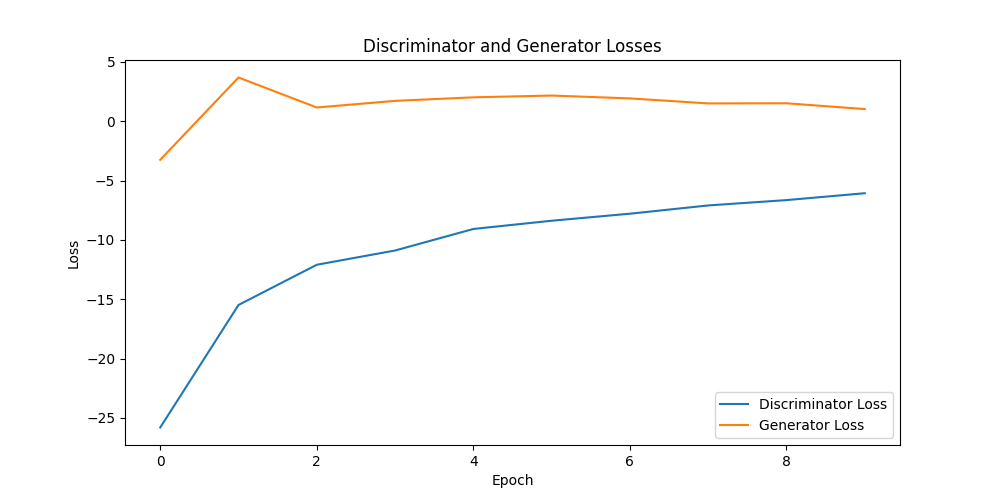 Discriminator and Generator Losses
5
0
−5
−10
−15
−20
−25
Loss
0 2 4 6 8
Epoch
Discriminator Loss
Generator Loss